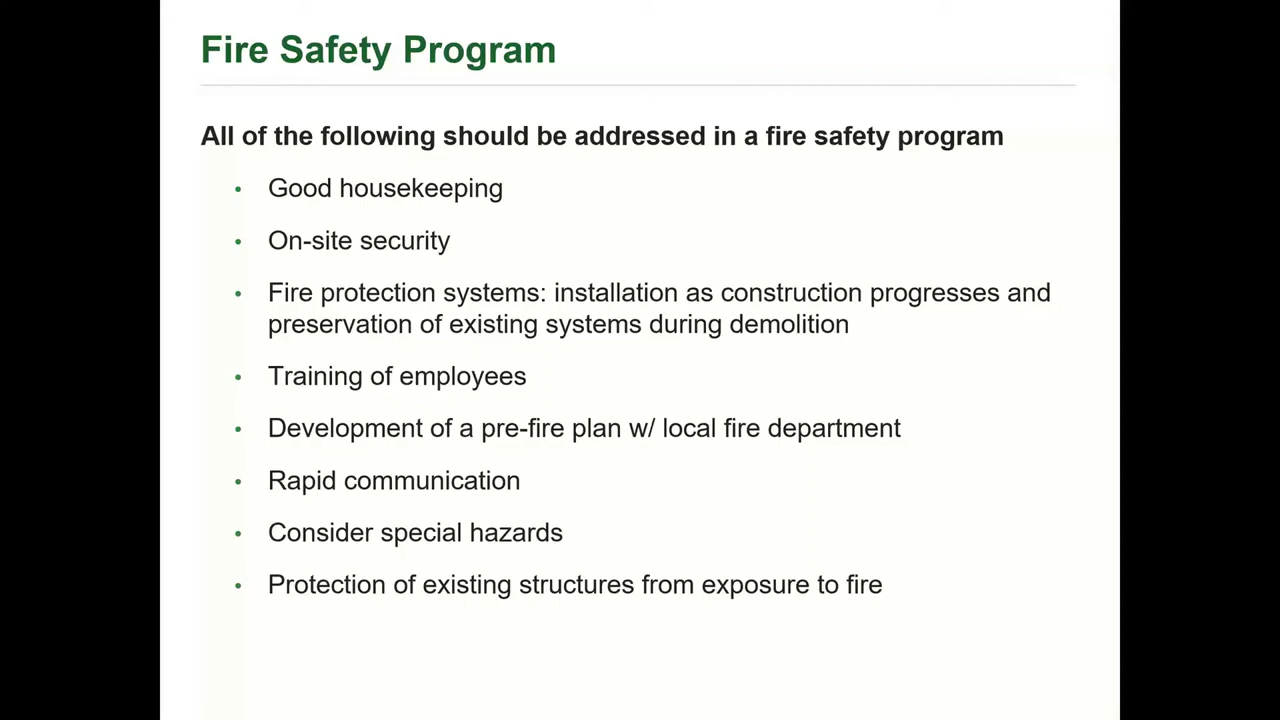 Fire Safety Program
All of the following should be addressed in a fire safety program
• Good housekeeping
• On-site security
• Fire protection systems: installation as construction progresses and
preservation of existing systems during demolition
• Training of employees
• Development of a pre-fire plan w/ local fire department
• Rapid communication
• Consider special hazards
• Protection of existing structures from exposure to fire